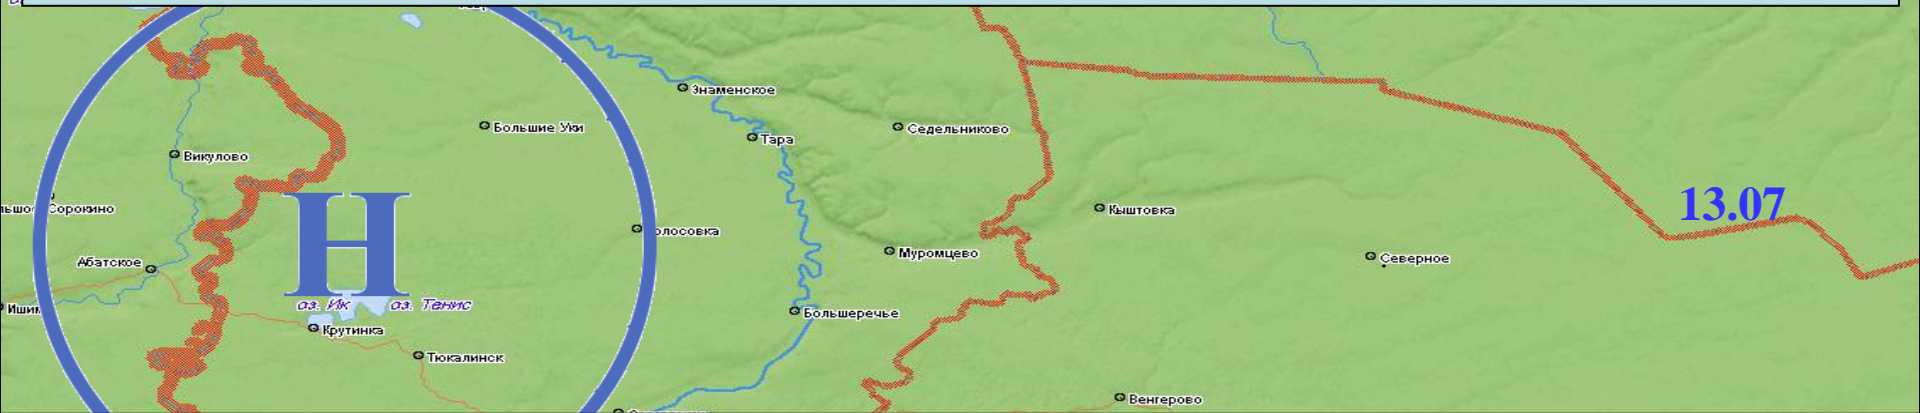 Знаменское
Большие Уки
Седельниково
Тара
Викулово
13.07
Сорокино
Кыштовка
Н
олосовка
Муромцево
Северное
Абатское
оз. Ик
оз. Тенис
Ишим
Большеречье
Крутинка
Тюкалинск
Венгерово